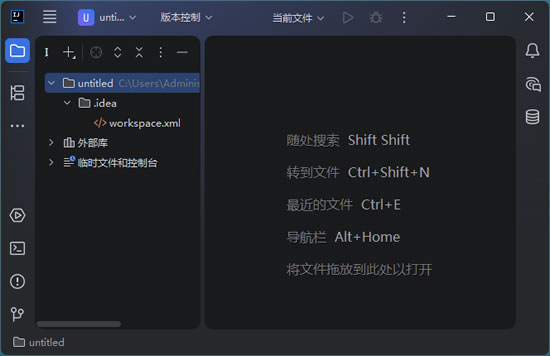 IJ
U unti... 版本控制 当前文件
I
untitled C:\Users\Adminis
.idea
</> workspace.xml
外部库
临时文件和控制台
随处搜索 Shift Shift
转到文件 Ctrl+Shift+N
最近的文件 Ctrl+E
导航栏 Alt+Home
将文件拖放到此处以打开
untitled